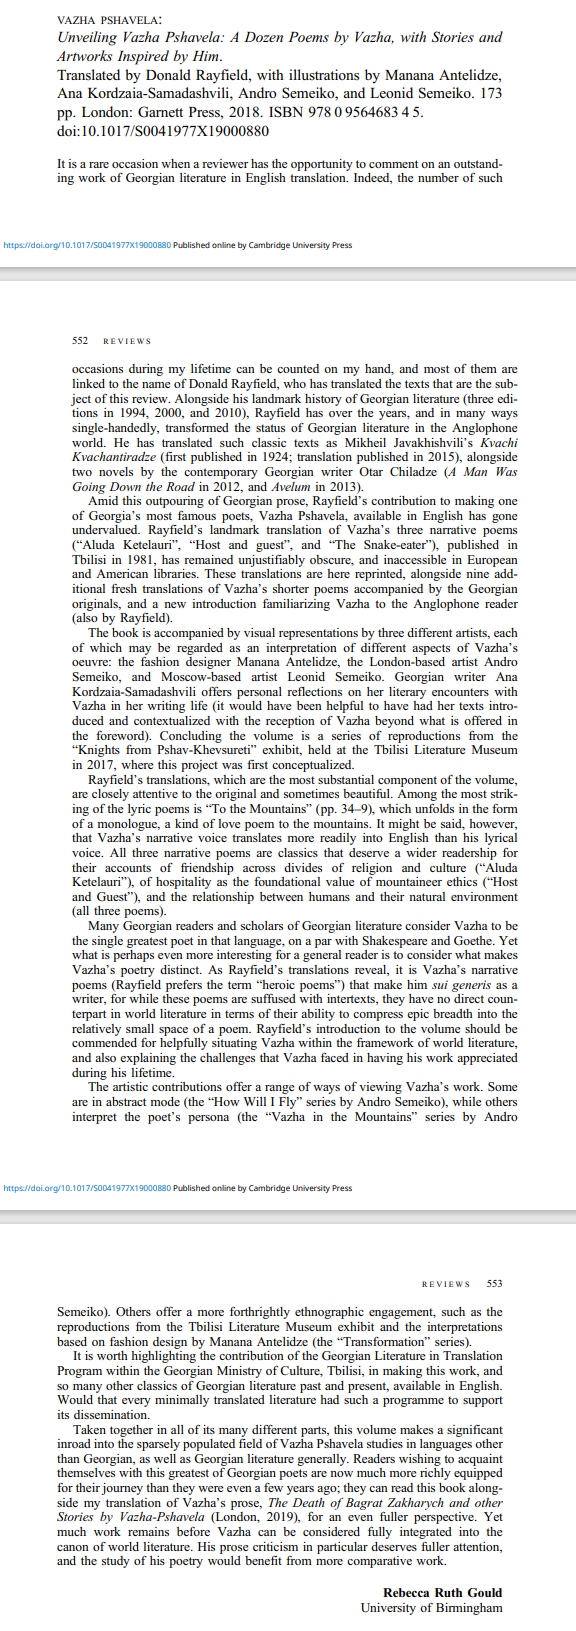 VAZHA PSHAVELA:
Unveiling Vazha Pshavela: A Dozen Poems by Vazha, with Stories and
Artworks Inspired by Him.
Translated by Donald Rayfield, with illustrations by Manana Antelidze,
Ana Kordzaia-Samadashvili, Andro Semeiko, and Leonid Semeiko. 173
pp. London: Garnett Press, 2018. ISBN 978 0 9564683 4 5.
doi:10.1017/S0041977X19000880
It is a rare occasion when a reviewer has the opportunity to comment on an outstand-
ing work of Georgian literature in English translation. Indeed, the number of such
https://doi.org/10.1017/S0041977X19000880 Published online by Cambridge University Press
552 REVIEWS
occasions during my lifetime can be counted on my hand, and most of them are
linked to the name of Donald Rayfield, who has translated the texts that are the sub-
ject of this review. Alongside his landmark history of Georgian literature (three edi-
tions in 1994, 2000, and 2010), Rayfield has over the years, and in many ways
single-handedly, transformed the status of Georgian literature in the Anglophone
world. He has translated such classic texts as Mikheil Javakhishvili's Kvachi
Kvachantiradze (first published in 1924; translation published in 2015), alongside
two novels by the contemporary Georgian writer Otar Chiladze (A Man Was
Going Down the Road in 2012, and Avelum in 2013).
Amid this outpouring of Georgian prose, Rayfield's contribution to making one
of Georgia's most famous poets, Vazha Pshavela, available in English has gone
undervalued. Rayfield's landmark translation of Vazha's three narrative poems
("Aluda Ketelauri", "Host and guest", and "The Snake-eater"), published in
Tbilisi in 1981, has remained unjustifiably obscure, and inaccessible in European
and American libraries. These translations are here reprinted, alongside nine add-
itional fresh translations of Vazha's shorter poems accompanied by the Georgian
originals, and a new introduction familiarizing Vazha to the Anglophone reader
(also by Rayfield).
The book is accompanied by visual representations by three different artists, each
of which may be regarded as an interpretation of different aspects of Vazha's
oeuvre: the fashion designer Manana Antelidze, the London-based artist Andro
Semeiko, and Moscow-based artist Leonid Semeiko. Georgian writer Ana
Kordzaia-Samadashvili offers personal reflections on her literary encounters with
Vazha in her writing life (it would have been helpful to have had her texts intro-
duced and contextualized with the reception of Vazha beyond what is offered in
the foreword). Concluding the volume is a series of reproductions from the
"Knights from Pshav-Khevsureti" exhibit, held at the Tbilisi Literature Museum
in 2017, where this project was first conceptualized.
Rayfield's translations, which are the most substantial component of the volume,
are closely attentive to the original and sometimes beautiful. Among the most strik-
ing of the lyric poems is "To the Mountains" (pp. 34–9), which unfolds in the form
of a monologue, a kind of love poem to the mountains. It might be said, however,
that Vazha's narrative voice translates more readily into English than his lyrical
voice. All three narrative poems are classics that deserve a wider readership for
their accounts of friendship across divides of religion and culture ("Aluda
Ketelauri"), of hospitality as the foundational value of mountaineer ethics ("Host
and Guest"), and the relationship between humans and their natural environment
(all three poems).
Many Georgian readers and scholars of Georgian literature consider Vazha to be
the single greatest poet in that language, on a par with Shakespeare and Goethe. Yet
what is perhaps even more interesting for a general reader is to consider what makes
Vazha's poetry distinct. As Rayfield's translations reveal, it is Vazha's narrative
poems (Rayfield prefers the term "heroic poems") that make him sui generis as a
writer, for while these poems are suffused with intertexts, they have no direct coun-
terpart in world literature in terms of their ability to compress epic breadth into the
relatively small space of a poem. Rayfield's introduction to the volume should be
commended for helpfully situating Vazha within the framework of world literature,
and also explaining the challenges that Vazha faced in having his work appreciated
during his lifetime.
The artistic contributions offer a range of ways of viewing Vazha's work. Some
are in abstract mode (the "How Will I Fly" series by Andro Semeiko), while others
interpret the poet's persona (the "Vazha in the Mountains" series by Andro
https://doi.org/10.1017/S0041977X19000880 Published online by Cambridge University Press
REVIEWS 553
Semeiko). Others offer a more forthrightly ethnographic engagement, such as the
reproductions from the Tbilisi Literature Museum exhibit and the interpretations
based on fashion design by Manana Antelidze (the "Transformation" series).
It is worth highlighting the contribution of the Georgian Literature in Translation
Program within the Georgian Ministry of Culture, Tbilisi, in making this work, and
so many other classics of Georgian literature past and present, available in English.
Would that every minimally translated literature had such a programme to support
its dissemination.
Taken together in all of its many different parts, this volume makes a significant
inroad into the sparsely populated field of Vazha Pshavela studies in languages other
than Georgian, as well as Georgian literature generally. Readers wishing to acquaint
themselves with this greatest of Georgian poets are now much more richly equipped
for their journey than they were even a few years ago; they can read this book along-
side my translation of Vazha's prose, The Death of Bagrat Zakharych and other
Stories by Vazha-Pshavela (London, 2019), for an even fuller perspective. Yet
much work remains before Vazha can be considered fully integrated into the
canon of world literature. His prose criticism in particular deserves fuller attention,
and the study of his poetry would benefit from more comparative work.
Rebecca Ruth Gould
University of Birmingham